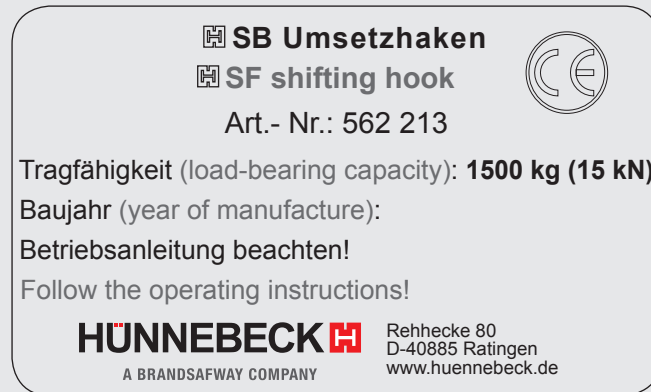 SB Umsetzhaken
SF shifting hook
CE
Art.- Nr.: 562 213
Tragfähigkeit (load-bearing capacity): 1500 kg (15 kN)
Baujahr (year of manufacture):
Betriebsanleitung beachten!
Follow the operating instructions!
HÜNNEBECK
A BRANDSAFWAY COMPANY
Rehhecke 80
D-40885 Ratingen
www.huennebeck.de